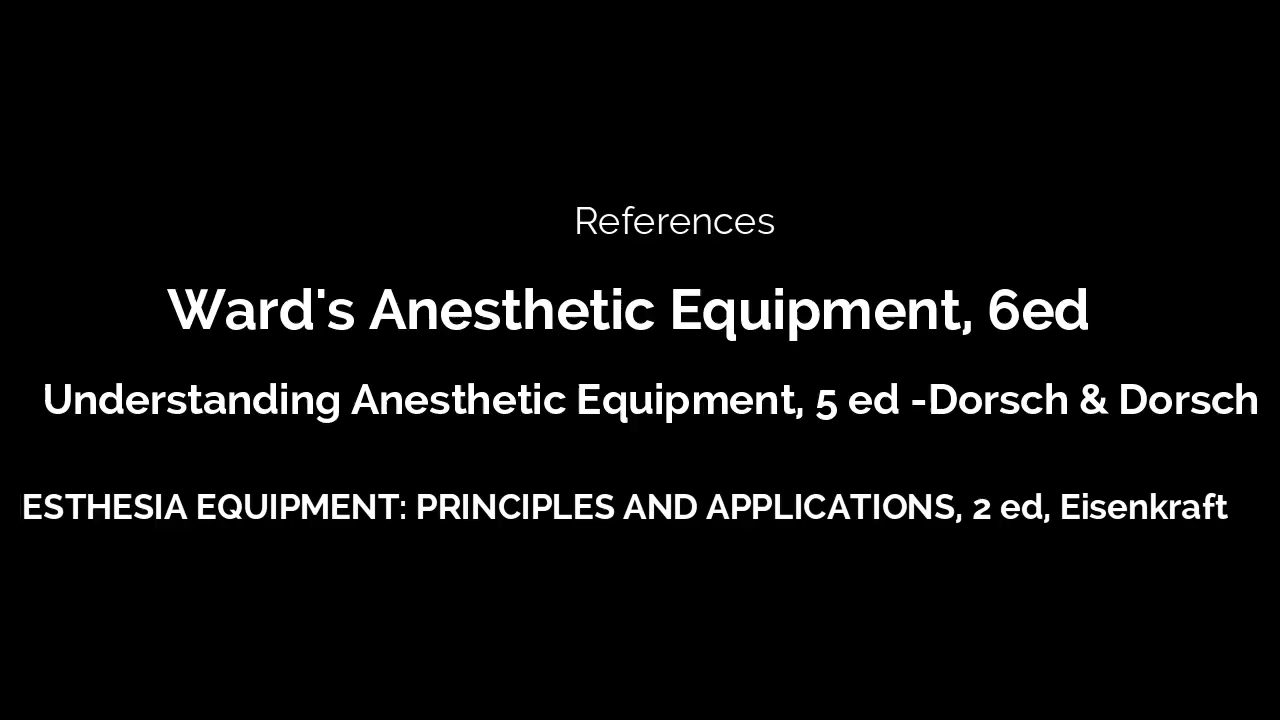 References
Ward's Anesthetic Equipment, 6ed
Understanding Anesthetic Equipment, 5 ed -Dorsch & Dorsch
ESTHESIA EQUIPMENT: PRINCIPLES AND APPLICATIONS, 2 ed, Eisenkraft